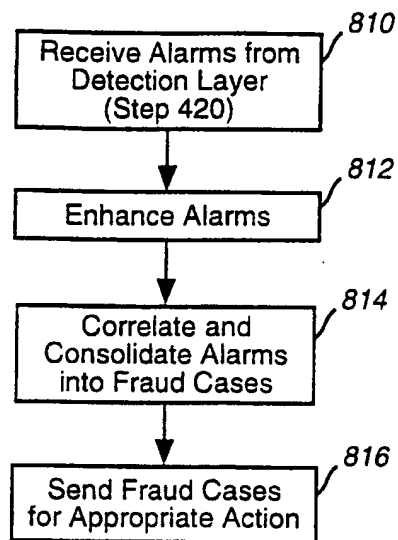 810
Receive Alarms from
Detection Layer
(Step 420)
812
Enhance Alarms
814
Correlate and
Consolidate Alarms
into Fraud Cases
816
Send Fraud Cases
for Appropriate Action